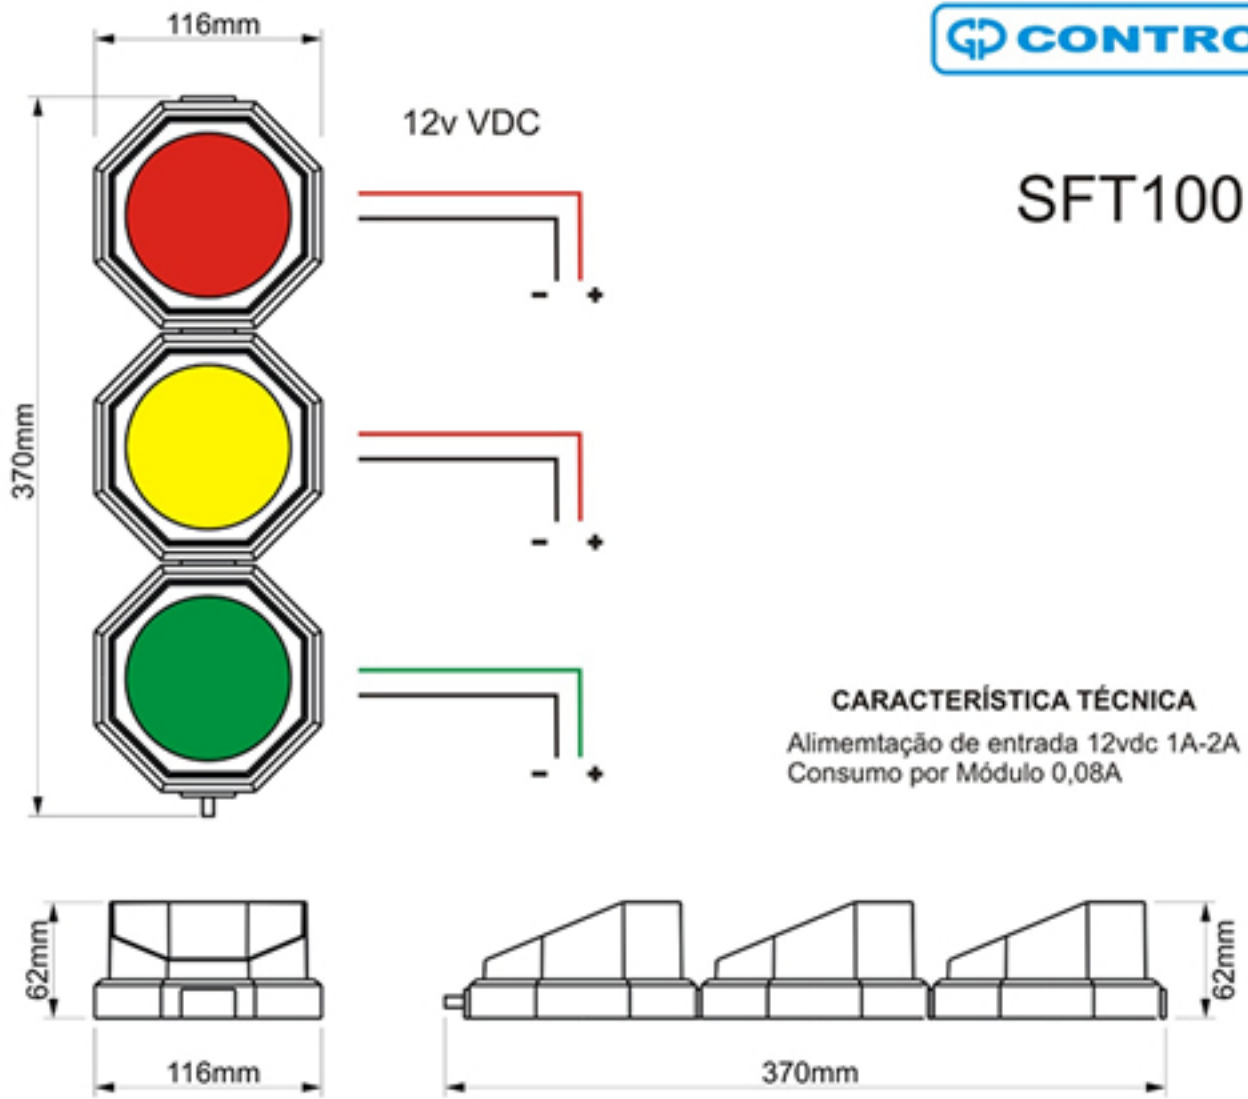 116mm
GP CONTRO
12v VDC
SFT100
- +
370mm
- +
- +
CARACTERÍSTICA TÉCNICA
Alimemtação de entrada 12vdc 1A-2A
Consumo por Módulo 0,08A
62mm
62mm
116mm
370mm